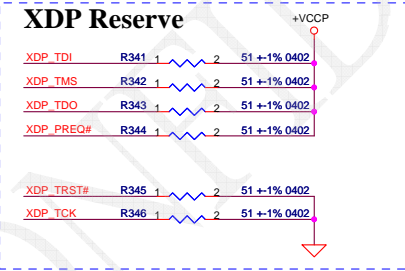 XDP Reserve
+VCCP
XDP_TDI R341 1 2 51 +-1% 0402
XDP_TMS R342 1 2 51 +-1% 0402
XDP_TDO R343 1 2 51 +-1% 0402
XDP_PREQ# R344 1 2 51 +-1% 0402
XDP_TRST# R345 1 2 51 +-1% 0402
XDP_TCK R346 1 2 51 +-1% 0402